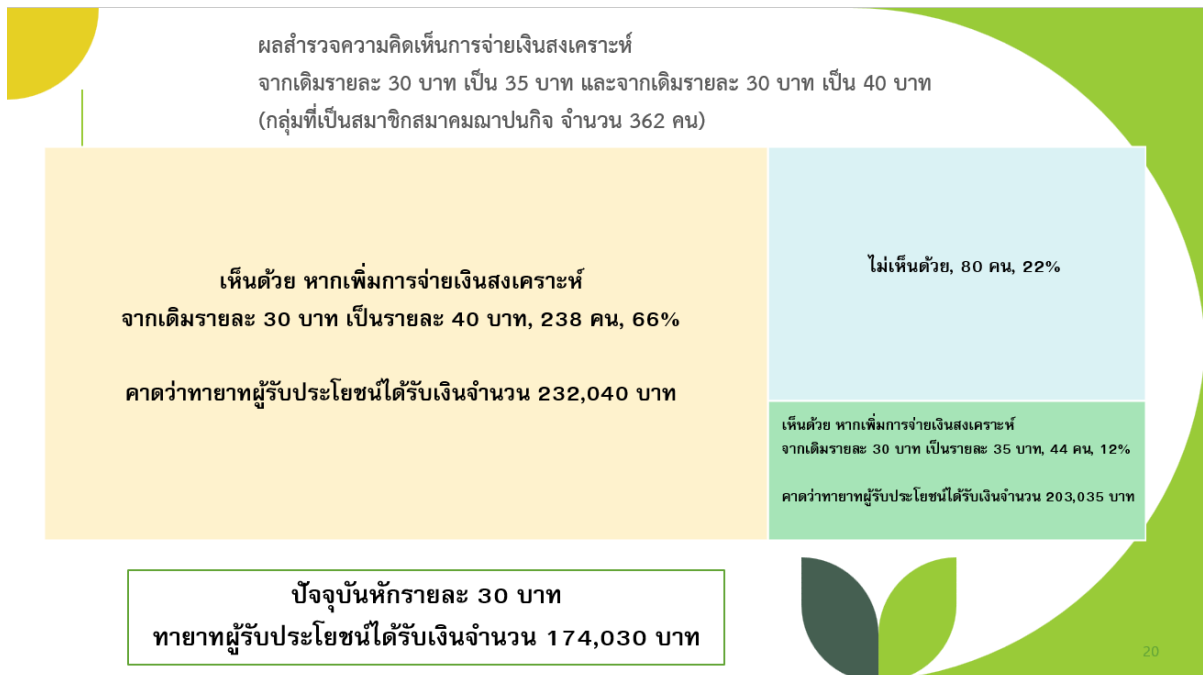 ผลสำรวจความคิดเห็นการจ่ายเงินสงเคราะห์
จากเดิมรายละ 30 บาท เป็น 35 บาท และจากเดิมรายละ 30 บาท เป็น 40 บาท
(กลุ่มที่เป็นสมาชิกสมาคมฌาปนกิจ จำนวน 362 คน)
เห็นด้วย หากเพิ่มการจ่ายเงินสงเคราะห์
จากเดิมรายละ 30 บาท เป็นรายละ 40 บาท, 238 คน, 66%
คาดว่าทายาทผู้รับประโยชน์ได้รับเงินจำนวน 232,040 บาท
ไม่เห็นด้วย, 80 คน, 22%
เห็นด้วย หากเพิ่มการจ่ายเงินสงเคราะห์
จากเดิมรายละ 30 บาท เป็นรายละ 35 บาท, 44 คน, 12%
คาดว่าทายาทผู้รับประโยชน์ได้รับเงินจำนวน 203,035 บาท
ปัจจุบันหักรายละ 30 บาท
ทายาทผู้รับประโยชน์ได้รับเงินจำนวน 174,030 บาท
20